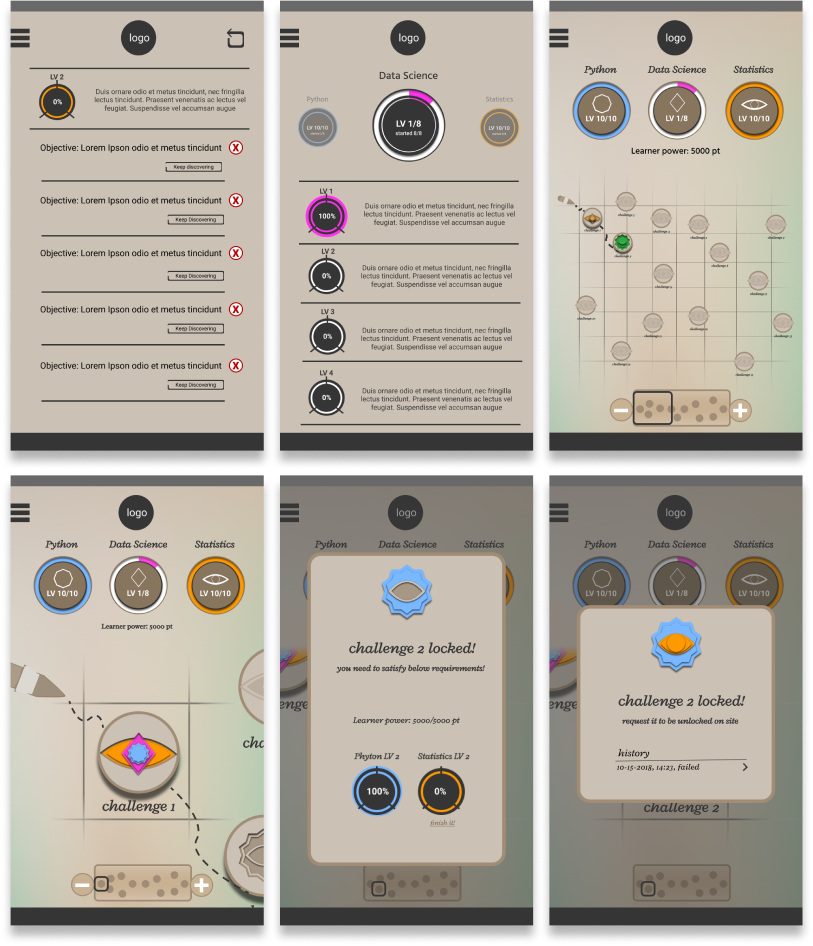 logo
LV 2
0%
Duis ornare odio et metus tincidunt, nec fringilla
lectus tincidunt. Praesent venenatis ac lectus vel
feugiat. Suspendisse vel accumsan augue
Objective: Lorem Ipson odio et metus tincidunt
X
Keep discovering
Objective: Lorem Ipson odio et metus tincidunt
X
Keep Discovering
Objective: Lorem Ipson odio et metus tincidunt
X
Keep Discovering
Objective: Lorem Ipson odio et metus tincidunt
X
Keep Discovering
Objective: Lorem Ipson odio et metus tincidunt
X
Keep Discovering
logo
Data Science
Python
LV 10/10
LV 1/8
started 8/8
Statistics
LV 10/10
LV 1
100%
Duis ornare odio et metus tincidunt, nec fringilla
lectus tincidunt. Praesent venenatis ac lectus vel
feugiat. Suspendisse vel accumsan augue
LV 2
0%
Duis ornare odio et metus tincidunt, nec fringilla
lectus tincidunt. Praesent venenatis ac lectus vel
feugiat. Suspendisse vel accumsan augue
LV 3
0%
Duis ornare odio et metus tincidunt, nec fringilla
lectus tincidunt. Praesent venenatis ac lectus vel
feugiat. Suspendisse vel accumsan augue
LV 4
0%
Duis ornare odio et metus tincidunt, nec fringilla
lectus tincidunt. Praesent venenatis ac lectus vel
feugiat. Suspendisse vel accumsan augue
logo
Python Data Science Statistics
LV 10/10 LV 1/8 LV 10/10
Learner power: 5000 pt
logo
Python Data Science Statistics
LV 10/10 LV 1/8 LV 10/10
Learner power: 5000 pt
cha
challenge 1
logo
Python Data Science Statistics
enge
challenge 2 locked!
you need to satisfy below requirements!
Learner power: 5000/5000 pt
Phyton LV 2 Statistics LV 2
100% 0%
finish it!
logo
Python Data Science Statistics
LV 10/10 LV 1/8 LV 10/10
enge
challenge 2 locked!
request it to be unlocked on site
history
10-15-2018, 14:23, failed
challenge 2